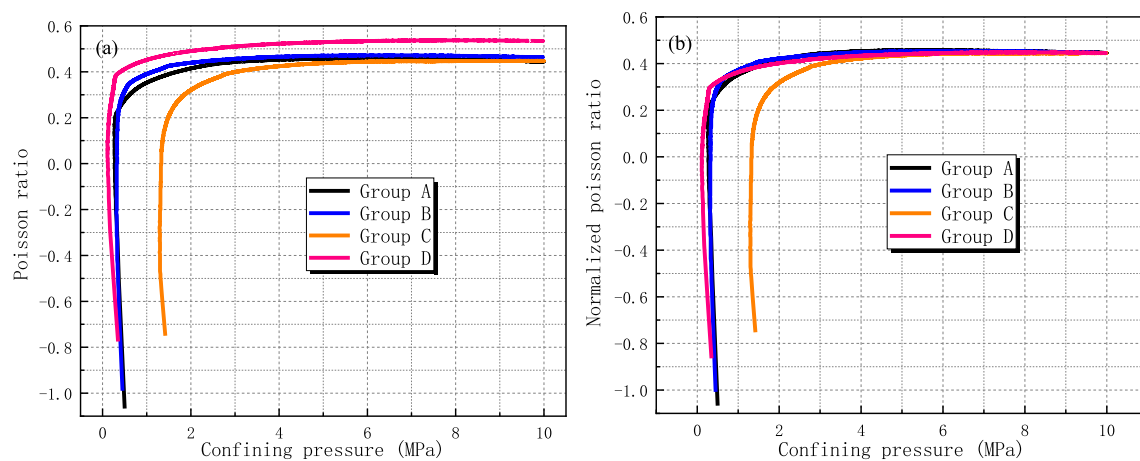 (a)
Poisson ratio
0.6
0.4
0.2
0.0
-0.2
-0.4
-0.6
-0.8
-1.0
Group A
Group B
Group C
Group D
0 2 4 6 8 10
Confining pressure (MPa)
(b)
Normalized poisson ratio
0.6
0.4
0.2
0.0
-0.2
-0.4
-0.6
-0.8
-1.0
Group A
Group B
Group C
Group D
0 2 4 6 8 10
Confining pressure (MPa)